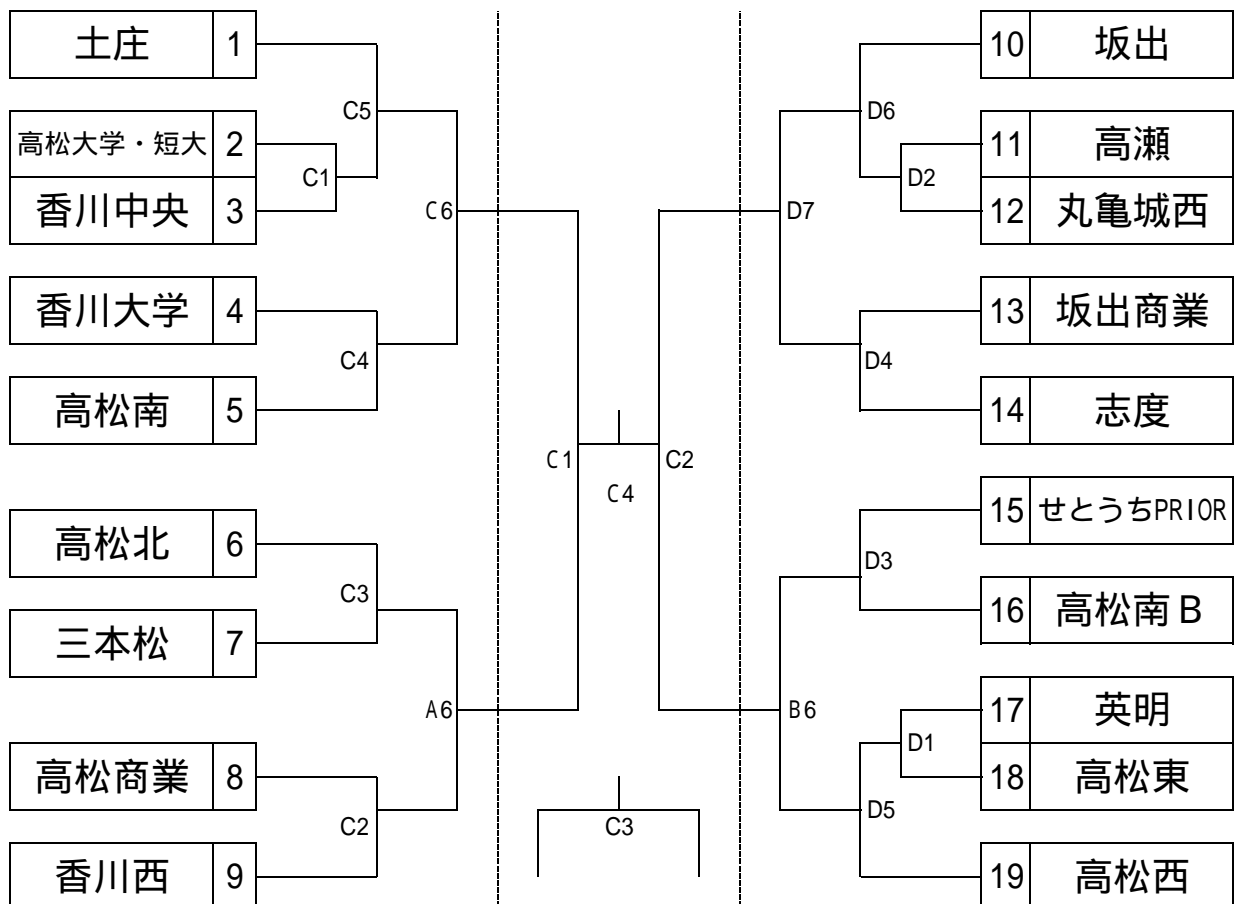 土庄 1
C5
高松大学・短大 2
C1
香川中央 3
C6
香川大学 4
C4
高松南 5
C1
高松北 6
C3
三本松 7
A6
高松商業 8
C2
香川西 9
C4
C3
10 坂出
D6
11 高瀬
D2
12 丸亀城西
D7
13 坂出商業
D4
14 志度
C2
15 せとうちPRIOR
D3
16 高松南B
B6
17 英明
D1
18 高松東
D5
19 高松西